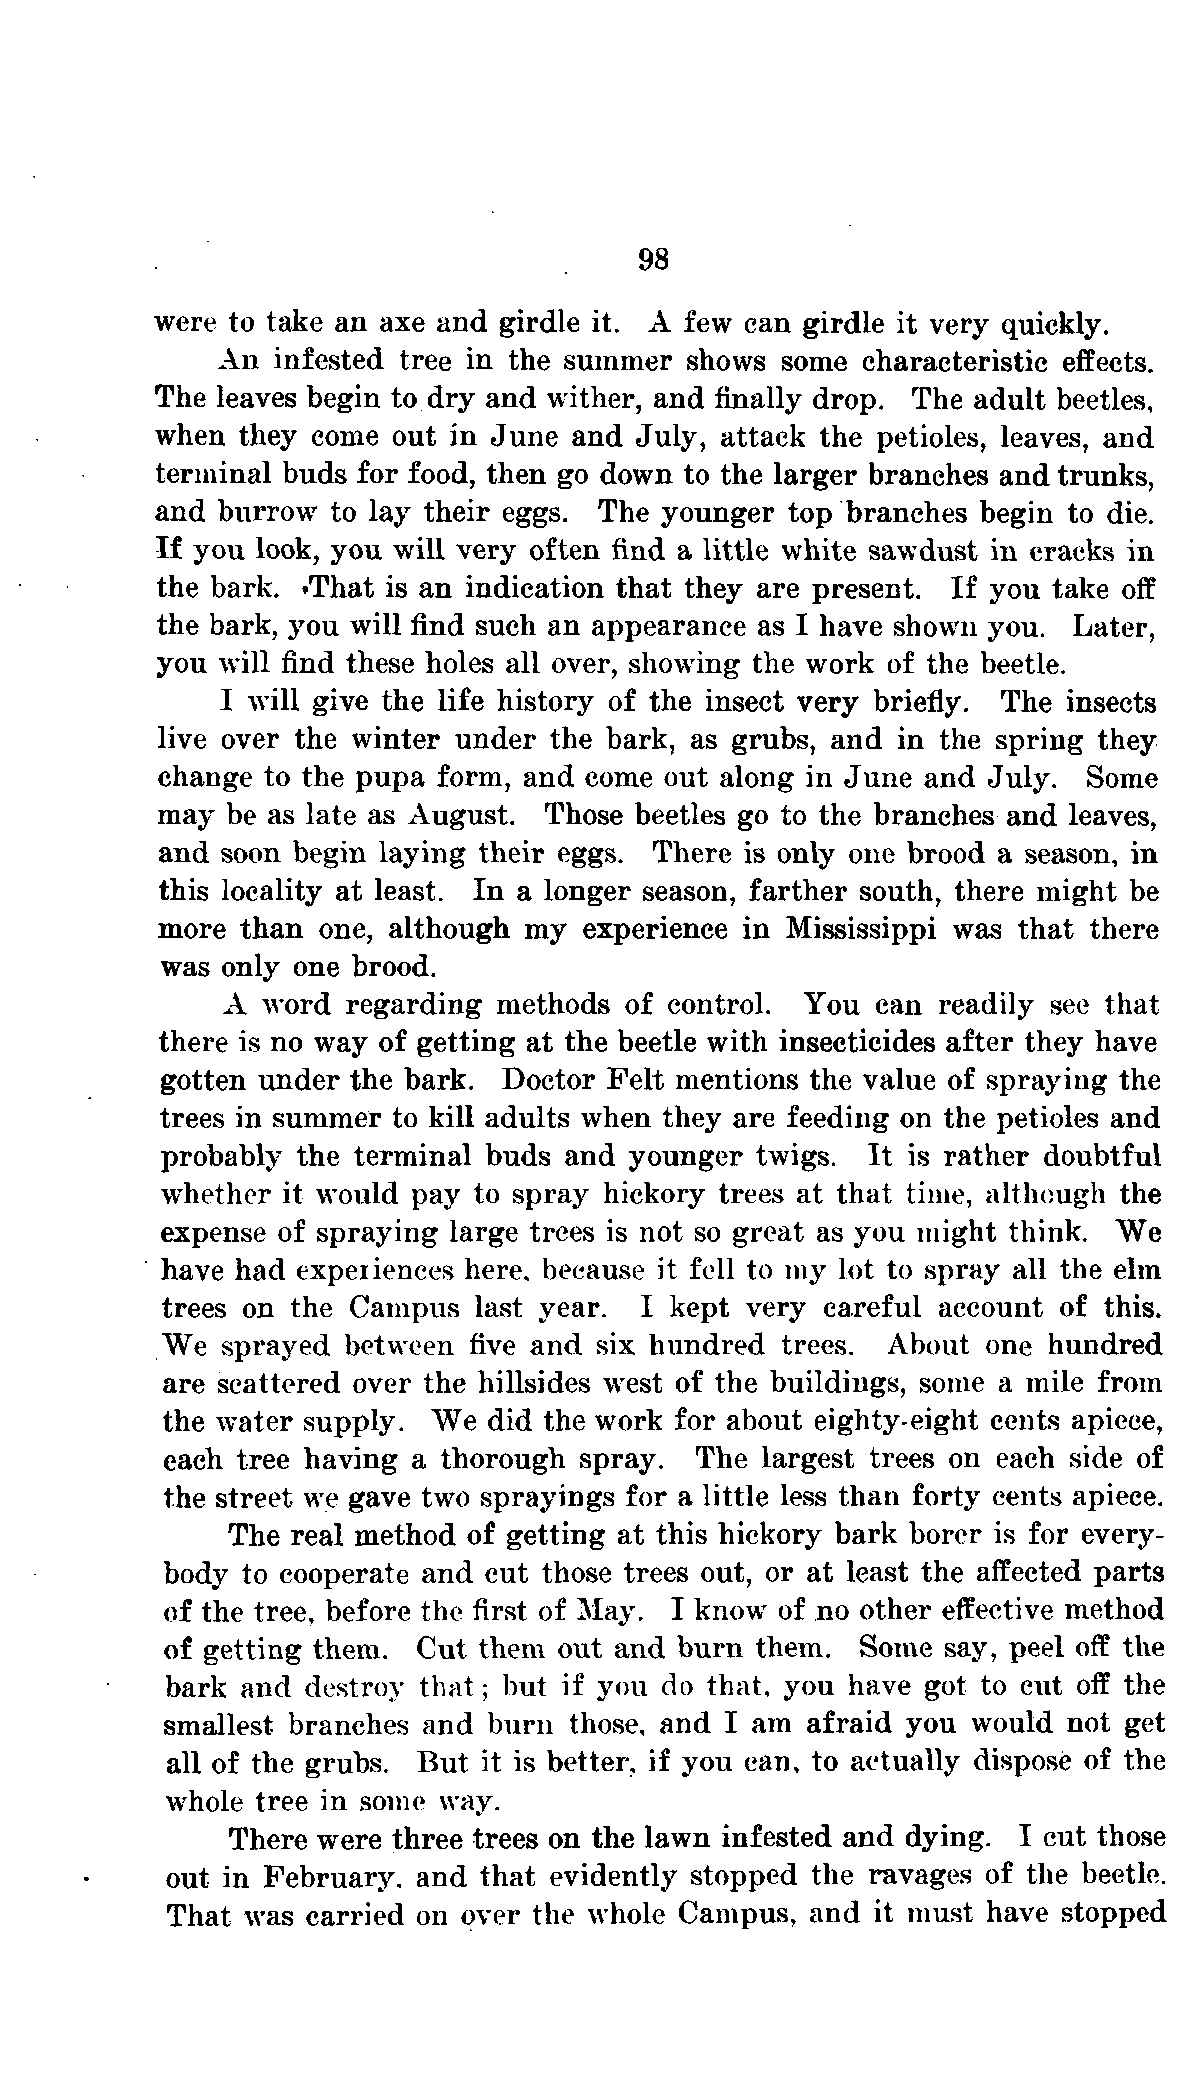 98
were to take an axe and girdle it. A few can girdle it very quickly.
An infested tree in the summer shows some characteristic effects.
The leaves begin to dry and wither, and finally drop. The adult beetles,
when they come out in June and July, attack the petioles, leaves, and
terminal buds for food, then go down to the larger branches and trunks,
and burrow to lay their eggs. The younger top branches begin to die.
If you look, you will very often find a little white sawdust in cracks in
the bark. That is an indication that they are present. If you take off
the bark, you will find such an appearance as I have shown you. Later,
you will find these holes all over, showing the work of the beetle.
I will give the life history of the insect very briefly. The insects
live over the winter under the bark, as grubs, and in the spring they
change to the pupa form, and come out along in June and July. Some
may be as late as August. Those beetles go to the branches and leaves,
and soon begin laying their eggs. There is only one brood a season, in
this locality at least. In a longer season, farther south, there might be
more than one, although my experience in Mississippi was that there
was only one brood.
A word regarding methods of control. You can readily see that
there is no way of getting at the beetle with insecticides after they have
gotten under the bark. Doctor Felt mentions the value of spraying the
trees in summer to kill adults when they are feeding on the petioles and
probably the terminal buds and younger twigs. It is rather doubtful
whether it would pay to spray hickory trees at that time, although the
expense of spraying large trees is not so great as you might think. We
have had experiences here, because it fell to my lot to spray all the elm
trees on the Campus last year. I kept very careful account of this.
We sprayed between five and six hundred trees. About one hundred
are scattered over the hillsides west of the buildings, some a mile from
the water supply. We did the work for about eighty-eight cents apiece,
each tree having a thorough spray. The largest trees on each side of
the street we gave two sprayings for a little less than forty cents apiece.
The real method of getting at this hickory bark borer is for every-
body to cooperate and cut those trees out, or at least the affected parts
of the tree, before the first of May. I know of no other effective method
of getting them. Cut them out and burn them. Some say, peel off the
bark and destroy that; but if you do that, you have got to cut off the
smallest branches and burn those, and I am afraid you would not get
all of the grubs. But it is better, if you can, to actually dispose of the
whole tree in some way.
There were three trees on the lawn infested and dying. I cut those
out in February, and that evidently stopped the ravages of the beetle.
That was carried on over the whole Campus, and it must have stopped